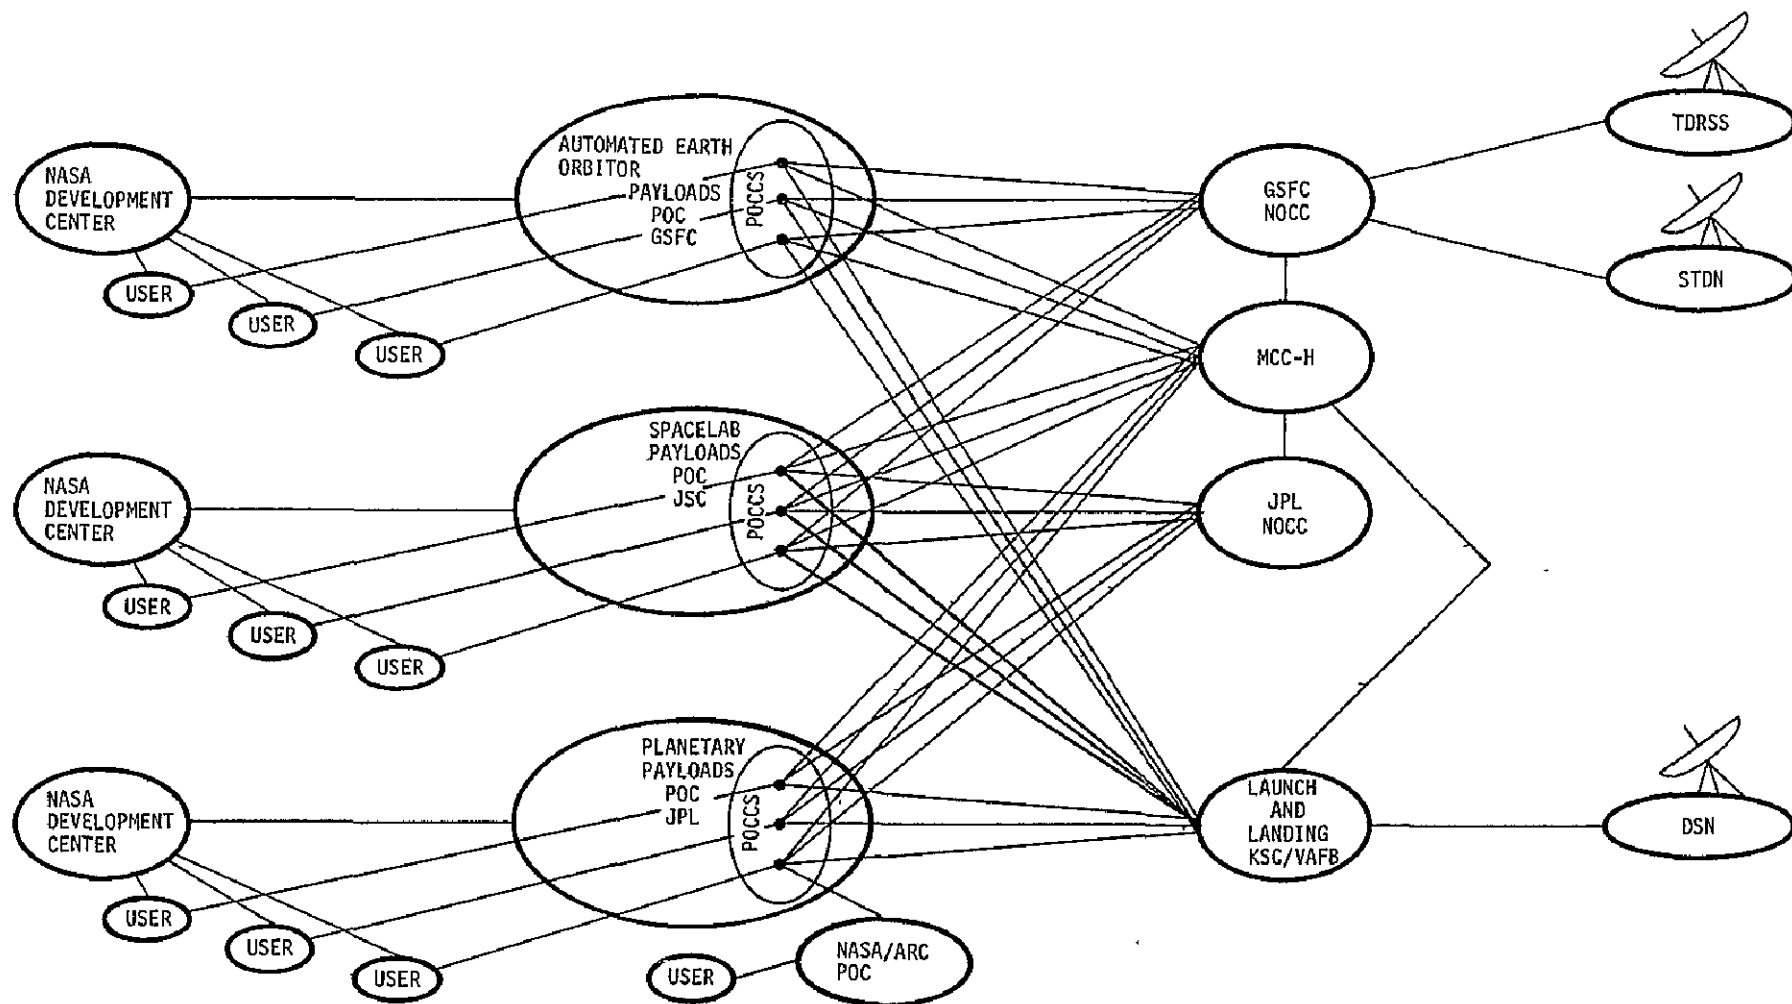 NASA
DEVELOPMENT
CENTER
USER
USER
USER
AUTOMATED EARTH
ORBITOR
PAYLOADS
POC
GSFC
POCCS
GSFC
NOCC
TDRSS
STDN
MCC-H
NASA
DEVELOPMENT
CENTER
USER
USER
USER
SPACELAB
PAYLOADS
POC
JSC
POCCS
JPL
NOCC
NASA
DEVELOPMENT
CENTER
USER
USER
USER
PLANETARY
PAYLOADS
POC
JPL
POCCS
LAUNCH
AND
LANDING
KSC/VAFB
DSN
USER
NASA/ARC
POC